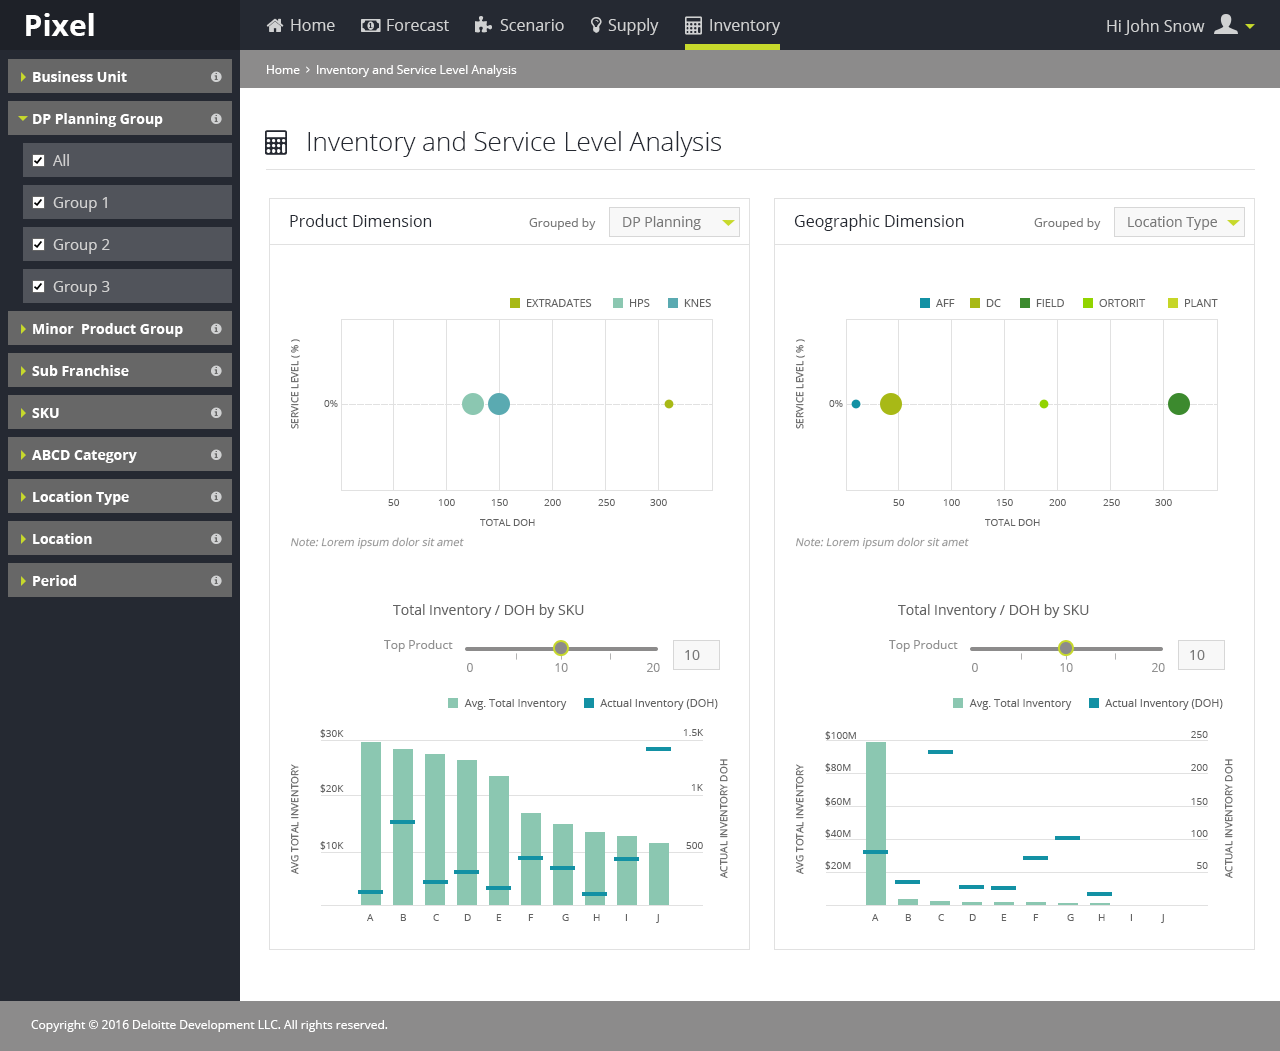 Pixel
Home
Forecast
Scenario
Supply
Inventory
Hi John Snow
Home > Inventory and Service Level Analysis
Business Unit
DP Planning Group
All
Group 1
Group 2
Group 3
Minor Product Group
Sub Franchise
SKU
ABCD Category
Location Type
Location
Period
Inventory and Service Level Analysis
Product Dimension
Grouped by
DP Planning
EXTRADATES
HPS
KNES
SERVICE LEVEL ( % )
0%
50 100 150 200 250 300
TOTAL DOH
Note: Lorem ipsum dolor sit amet
Total Inventory / DOH by SKU
Top Product
0 10 20
10
Avg. Total Inventory
Actual Inventory (DOH)
AVG TOTAL INVENTORY
$30K
$20K
$10K
1.5K
1K
500
ACTUAL INVENTORY DOH
A B C D E F G H I J
Geographic Dimension
Grouped by
Location Type
AFF
DC
FIELD
ORTORIT
PLANT
SERVICE LEVEL ( % )
0%
50 100 150 200 250 300
TOTAL DOH
Note: Lorem ipsum dolor sit amet
Total Inventory / DOH by SKU
Top Product
0 10 20
10
Avg. Total Inventory
Actual Inventory (DOH)
AVG TOTAL INVENTORY
$100M
$80M
$60M
$40M
$20M
250
200
150
100
50
ACTUAL INVENTORY DOH
A B C D E F G H I J
Copyright © 2016 Deloitte Development LLC. All rights reserved.